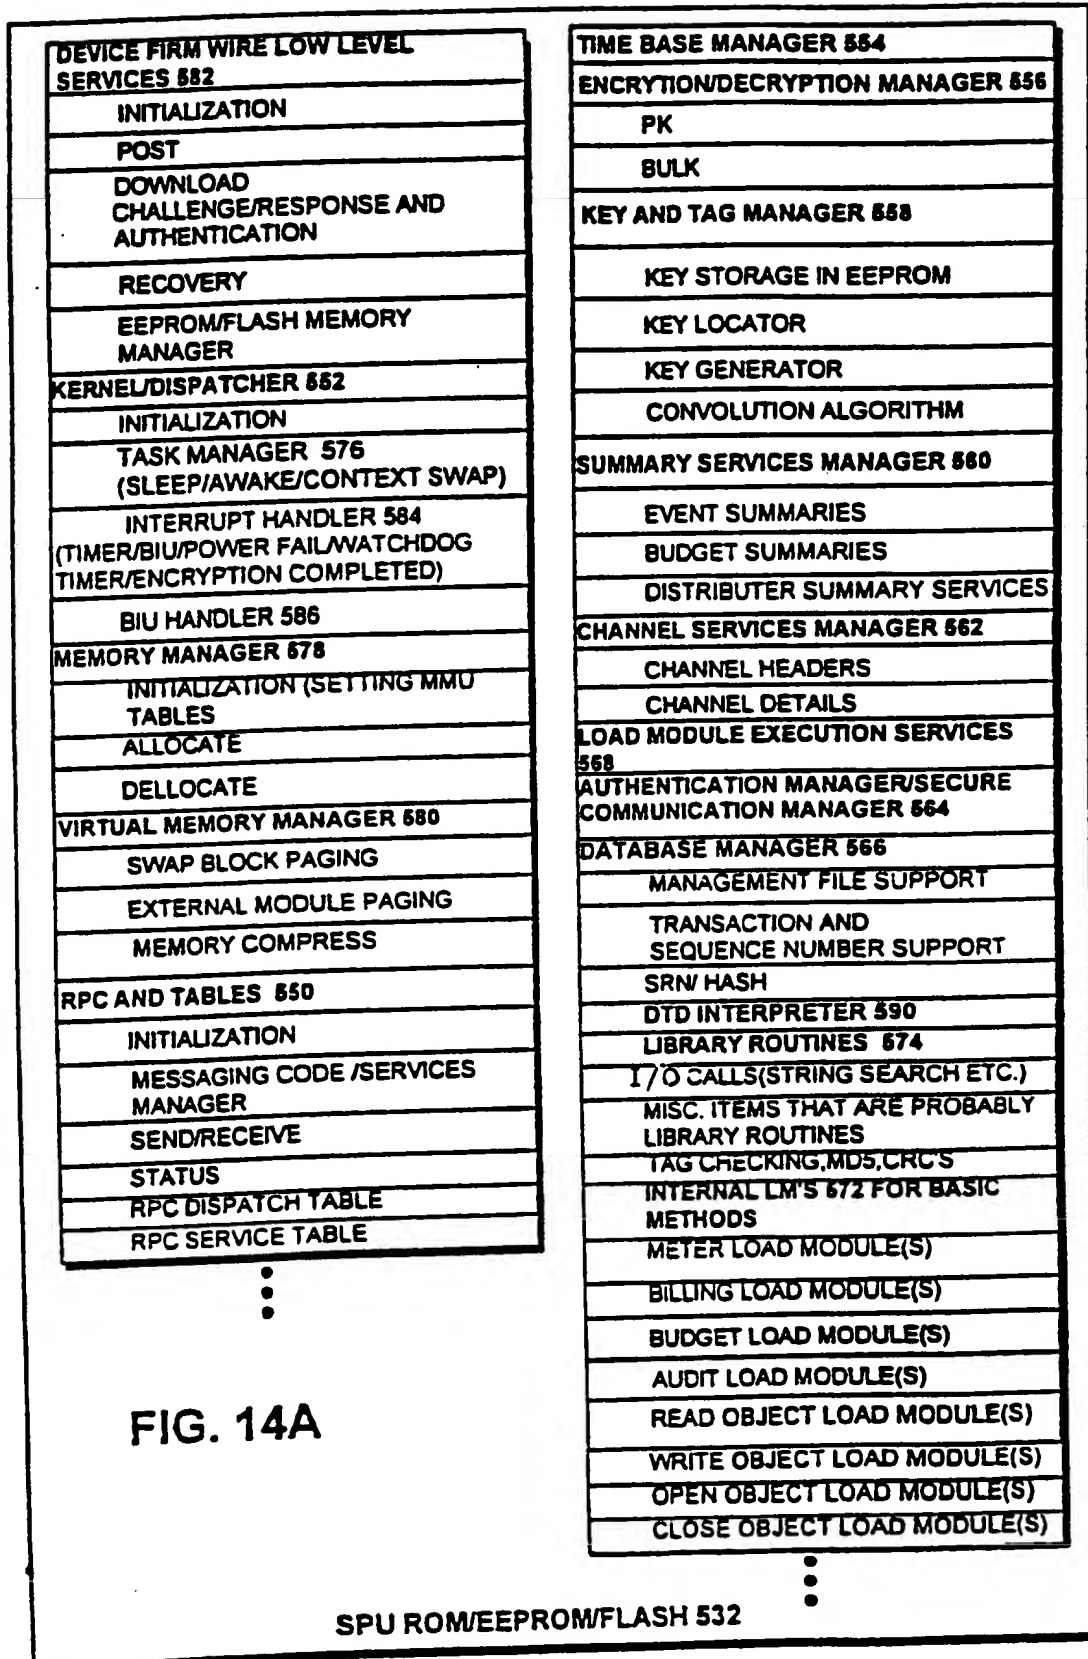 DEVICE FIRM WIRE LOW LEVEL
SERVICES 582
INITIALIZATION
POST
DOWNLOAD
CHALLENGE/RESPONSE AND
AUTHENTICATION
RECOVERY
EEPROM/FLASH MEMORY
MANAGER
KERNEL/DISPATCHER 552
INITIALIZATION
TASK MANAGER 576
(SLEEP/AWAKE/CONTEXT SWAP)
INTERRUPT HANDLER 584
(TIMER/BIU/POWER FAIL/WATCHDOG
TIMER/ENCRYPTION COMPLETED)
BIU HANDLER 586
MEMORY MANAGER 578
INITIALIZATION (SETTING MMU
TABLES
ALLOCATE
DELLOCATE
VIRTUAL MEMORY MANAGER 580
SWAP BLOCK PAGING
EXTERNAL MODULE PAGING
MEMORY COMPRESS
RPC AND TABLES 550
INITIALIZATION
MESSAGING CODE /SERVICES
MANAGER
SEND/RECEIVE
STATUS
RPC DISPATCH TABLE
RPC SERVICE TABLE
TIME BASE MANAGER 554
ENCRYTION/DECRYPTION MANAGER 556
PK
BULK
KEY AND TAG MANAGER 558
KEY STORAGE IN EEPROM
KEY LOCATOR
KEY GENERATOR
CONVOLUTION ALGORITHM
SUMMARY SERVICES MANAGER 560
EVENT SUMMARIES
BUDGET SUMMARIES
DISTRIBUTER SUMMARY SERVICES
CHANNEL SERVICES MANAGER 562
CHANNEL HEADERS
CHANNEL DETAILS
LOAD MODULE EXECUTION SERVICES
568
AUTHENTICATION MANAGER/SECURE
COMMUNICATION MANAGER 564
DATABASE MANAGER 566
MANAGEMENT FILE SUPPORT
TRANSACTION AND
SEQUENCE NUMBER SUPPORT
SRN/ HASH
DTD INTERPRETER 590
LIBRARY ROUTINES 574
I/O CALLS(STRING SEARCH ETC.)
MISC. ITEMS THAT ARE PROBABLY
LIBRARY ROUTINES
TAG CHECKING,MD5,CRC'S
INTERNAL LM'S 572 FOR BASIC
METHODS
METER LOAD MODULE(S)
BILLING LOAD MODULE(S)
BUDGET LOAD MODULE(S)
AUDIT LOAD MODULE(S)
READ OBJECT LOAD MODULE(S)
WRITE OBJECT LOAD MODULE(S)
OPEN OBJECT LOAD MODULE(S)
CLOSE OBJECT LOAD MODULE(S)
FIG. 14A
SPU ROM/EEPROM/FLASH 532